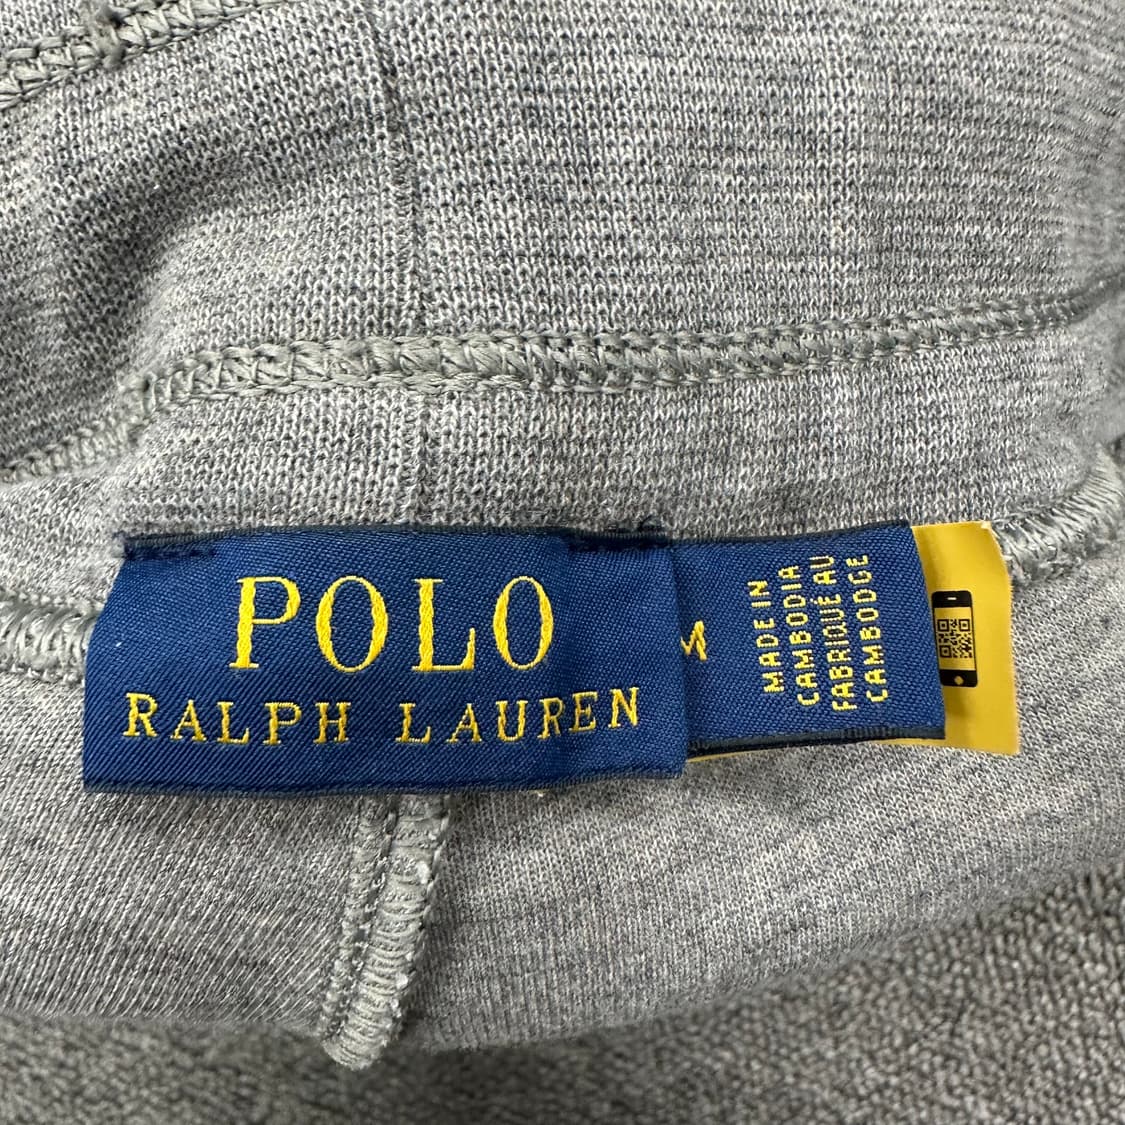 POLO
RALPH LAUREN
M
MADE IN
CAMBODIA
FABRIQUÉ AU
CAMBODGE